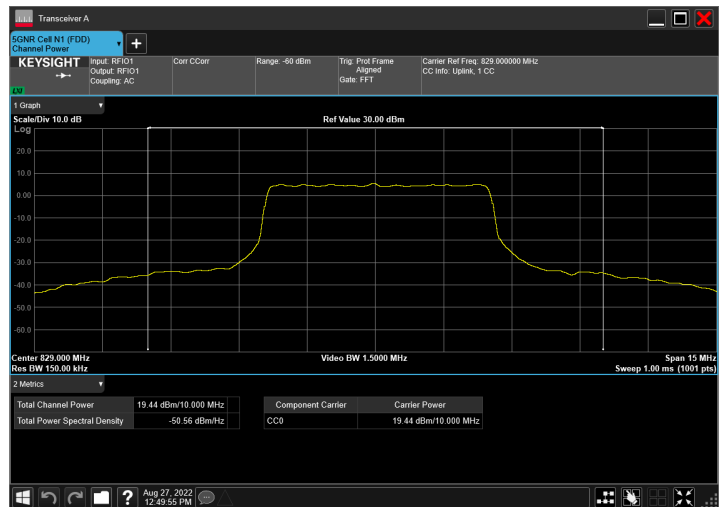 Transceiver A
5GNR Cell N1 (FDD)
Channel Power
KEYSIGHT
LXI
Input: RFIO1
Output: RFIO1
Coupling: AC
Corr CCorr
Range: -60 dBm
Trig: Prot Frame
Aligned
Gate: FFT
Carrier Ref Freq: 829.000000 MHz
CC Info: Uplink, 1 CC
1 Graph
Scale/Div 10.0 dB
Ref Value 30.00 dBm
Log
20.0
10.0
0.00
-10.0
-20.0
-30.0
-40.0
-50.0
-60.0
Center 829.000 MHz
Video BW 1.5000 MHz
Span 15 MHz
Res BW 150.00 kHz
Sweep 1.00 ms (1001 pts)
2 Metrics
Total Channel Power 19.44 dBm/10.000 MHz
Total Power Spectral Density -50.56 dBm/Hz
Component Carrier Carrier Power
CC0 19.44 dBm/10.000 MHz
Aug 27, 2022
12:49:55 PM